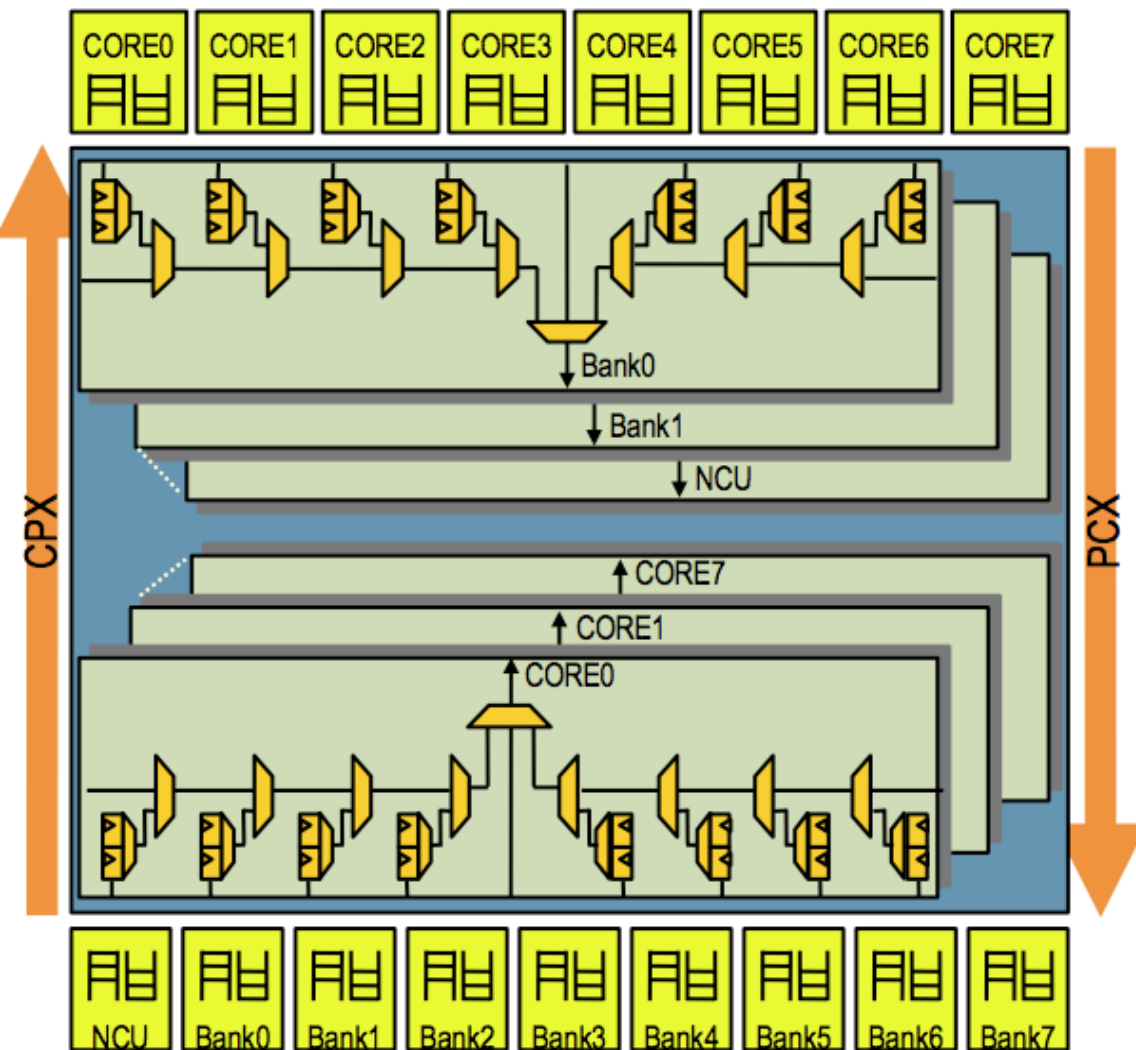 CORE0 CORE1 CORE2 CORE3 CORE4 CORE5 CORE6 CORE7
Bank0
Bank1
NCU
CPX
PCX
CORE7
CORE1
CORE0
NCU Bank0 Bank1 Bank2 Bank3 Bank4 Bank5 Bank6 Bank7